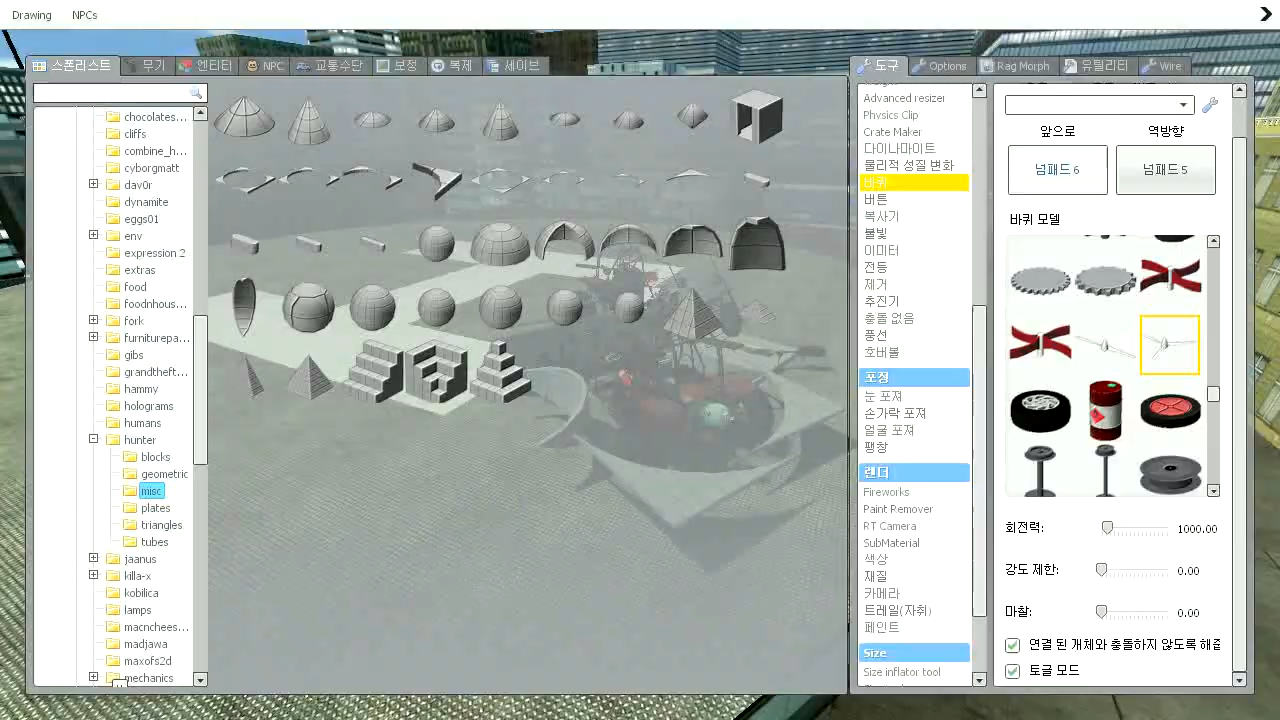 Drawing NPCs
스폰리스트 무기 엔티티 NPC 교통수단 보정 복제 세이브
도구 Options Rag Morph 유틸리티 Wire
chocolates...
cliffs
combine_h...
cyborgmatt
dav0r
dynamite
eggs01
env
expression 2
extras
food
foodnhous...
fork
furniture-pa...
gibs
grandtheft...
hammy
holograms
humans
hunter
blocks
geometric
misc
plates
triangles
tubes
jaanus
killa-x
kobilica
lamps
macnchees...
madjawa
maxofs2d
mechanics
Advanced resizer
Physics Clip
Crate Maker
다이나마이트
물리적 성질 변화
바퀴
버튼
복사기
불빛
이미터
전등
제거
추진기
충돌 없음
풍선
호버볼
포징
눈 포져
손가락 포져
얼굴 포져
팽창
렌더
Fireworks
Paint Remover
RT Camera
SubMaterial
색상
재질
카메라
트레일(자취)
페인트
Size
Size inflator tool
앞으로 역방향
넘패드 6 넘패드 5
바퀴 모델
회전력: 1000.00
강도 제한: 0.00
마찰: 0.00
연결 된 개체와 충돌하지 않도록 해줍
토글 모드